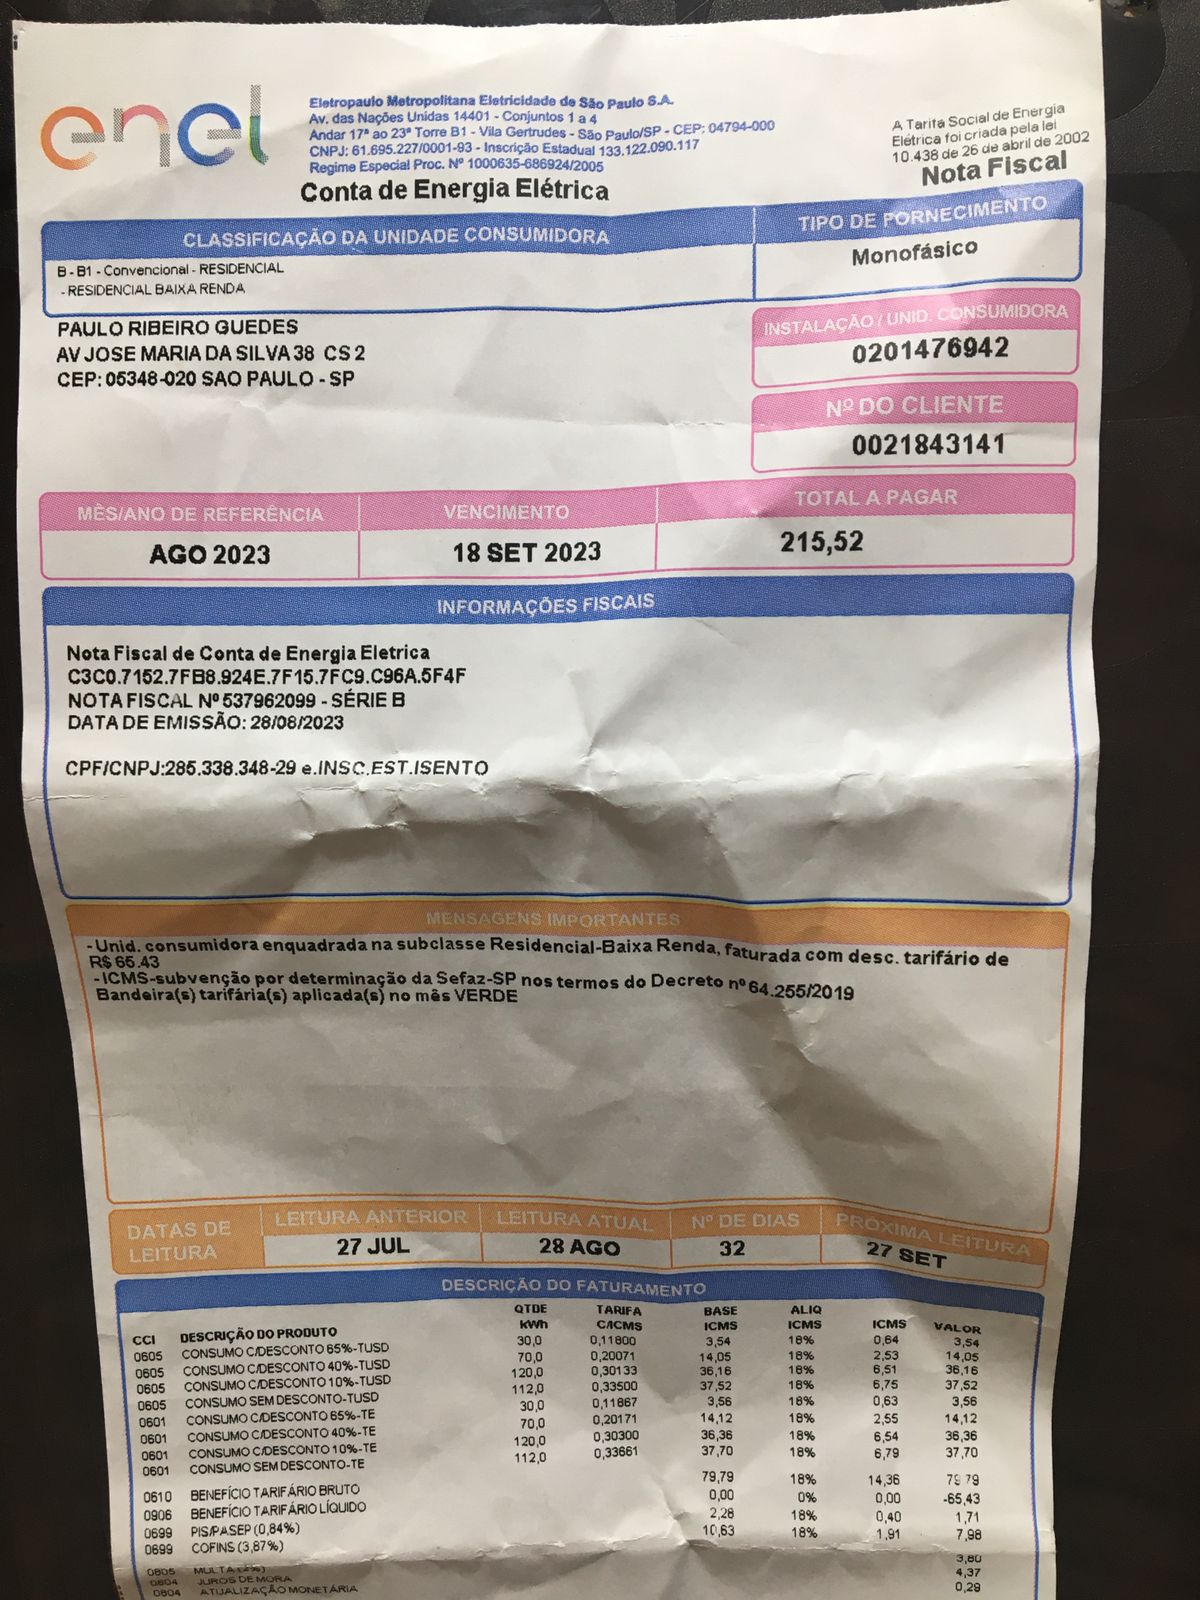 enel
Eletropaulo Metropolitana Eletricidade de São Paulo S.A.
Av. das Nações Unidas 14401 - Conjuntos 1 a 4
Andar 17º ao 23º Torre B1 - Vila Gertrudes - São Paulo/SP - CEP: 04794-000
CNPJ: 61.695.227/0001-93 - Inscrição Estadual 133.122.090.117
Regime Especial Proc. Nº 1000635-686924/2005
Conta de Energia Elétrica
A Tarifa Social de Energia
Elétrica foi criada pela lei
10.438 de 26 de abril de 2002
Nota Fiscal
CLASSIFICAÇÃO DA UNIDADE CONSUMIDORA
B - B1 - Convencional - RESIDENCIAL
- RESIDENCIAL BAIXA RENDA
TIPO DE FORNECIMENTO
Monofásico
PAULO RIBEIRO GUEDES
AV JOSE MARIA DA SILVA 38 CS 2
CEP: 05348-020 SAO PAULO - SP
INSTALAÇÃO / UNID. CONSUMIDORA
0201476942
Nº DO CLIENTE
0021843141
MÊS/ANO DE REFERÊNCIA VENCIMENTO TOTAL A PAGAR
AGO 2023 18 SET 2023 215,52
INFORMAÇÕES FISCAIS
Nota Fiscal de Conta de Energia Eletrica
C3C0.7152.7FB8.924E.7F15.7FC9.C96A.5F4F
NOTA FISCAL Nº 537962099 - SÉRIE B
DATA DE EMISSÃO: 28/08/2023
CPF/CNPJ:285.338.348-29 e.INSC.EST.ISENTO
MENSAGENS IMPORTANTES
- Unid. consumidora enquadrada na subclasse Residencial-Baixa Renda, faturada com desc. tarifário de
R$ 65.43
- ICMS-subvenção por determinação da Sefaz-SP nos termos do Decreto nº 64.255/2019
Bandeira(s) tarifária(s) aplicada(s) no mês VERDE
DATAS DE LEITURA LEITURA ANTERIOR LEITURA ATUAL Nº DE DIAS PRÓXIMA LEITURA
27 JUL 28 AGO 32 27 SET
DESCRIÇÃO DO FATURAMENTO
CCI DESCRIÇÃO DO PRODUTO QTDE kWh TARIFA C/ICMS BASE ICMS ALIQ ICMS ICMS VALOR
0605 CONSUMO C/DESCONTO 65%-TUSD 30,0 0,11800 3,54 18% 0,64 3,54
0605 CONSUMO C/DESCONTO 40%-TUSD 70,0 0,20071 14,05 18% 2,53 14,05
0605 CONSUMO C/DESCONTO 10%-TUSD 120,0 0,30133 36,16 18% 6,51 36,16
0605 CONSUMO SEM DESCONTO-TUSD 112,0 0,33500 37,52 18% 6,75 37,52
0601 CONSUMO C/DESCONTO 65%-TE 30,0 0,11867 3,56 18% 0,63 3,56
0601 CONSUMO C/DESCONTO 40%-TE 70,0 0,20171 14,12 18% 2,55 14,12
0601 CONSUMO C/DESCONTO 10%-TE 120,0 0,30300 36,36 18% 6,54 36,36
0601 CONSUMO SEM DESCONTO-TE 112,0 0,33661 37,70 18% 6,79 37,70
0610 BENEFÍCIO TARIFÁRIO BRUTO 79,79 18% 14,36 79,79
0906 BENEFÍCIO TARIFÁRIO LÍQUIDO 0,00 0% 0,00 -65,43
0699 PIS/PASEP (0,84%) 2,28 18% 0,40 1,71
0699 COFINS (3,87%) 10,63 18% 1,91 7,98
0805 MULTA (2%) 3,80
0804 JUROS DE MORA 4,37
0804 ATUALIZAÇÃO MONETÁRIA 0,29